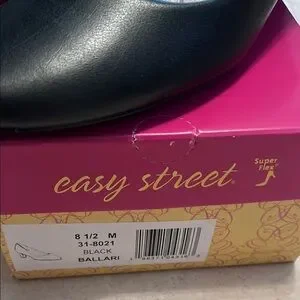 Super
Flex
easy street
8 1/2 M
31-8021
BLACK
BALLARI